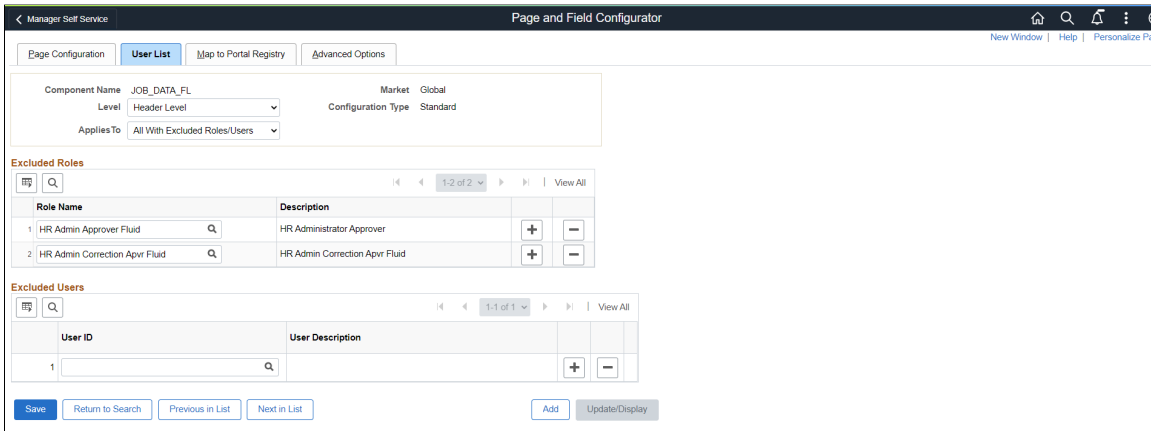 Manager Self Service
Page and Field Configurator
New Window | Help | Personalize Pa
Page Configuration
User List
Map to Portal Registry
Advanced Options
Component Name JOB_DATA_FL Market Global
Level Header Level Configuration Type Standard
AppliesTo All With Excluded Roles/Users
Excluded Roles
1-2 of 2 | View All
Role Name Description
1 HR Admin Approver Fluid HR Administrator Approver
2 HR Admin Correction Apvr Fluid HR Admin Correction Apvr Fluid
Excluded Users
1-1 of 1 | View All
User ID User Description
1
Save Return to Search Previous in List Next in List Add Update/Display